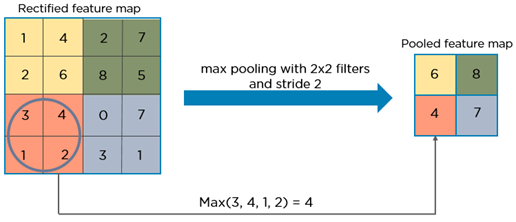 Rectified feature map
1 4 2 7
2 6 8 5
3 4 0 7
1 2 3 1
max pooling with 2x2 filters
and stride 2
Pooled feature map
6 8
4 7
Max(3, 4, 1, 2) = 4